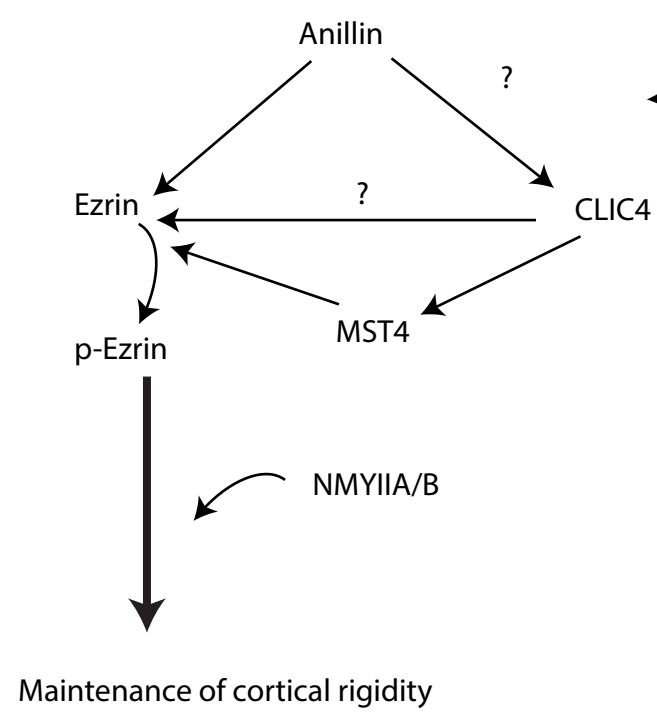 Anillin
?
Ezrin
?
CLIC4
MST4
p-Ezrin
NMYIIA/B
Maintenance of cortical rigidity